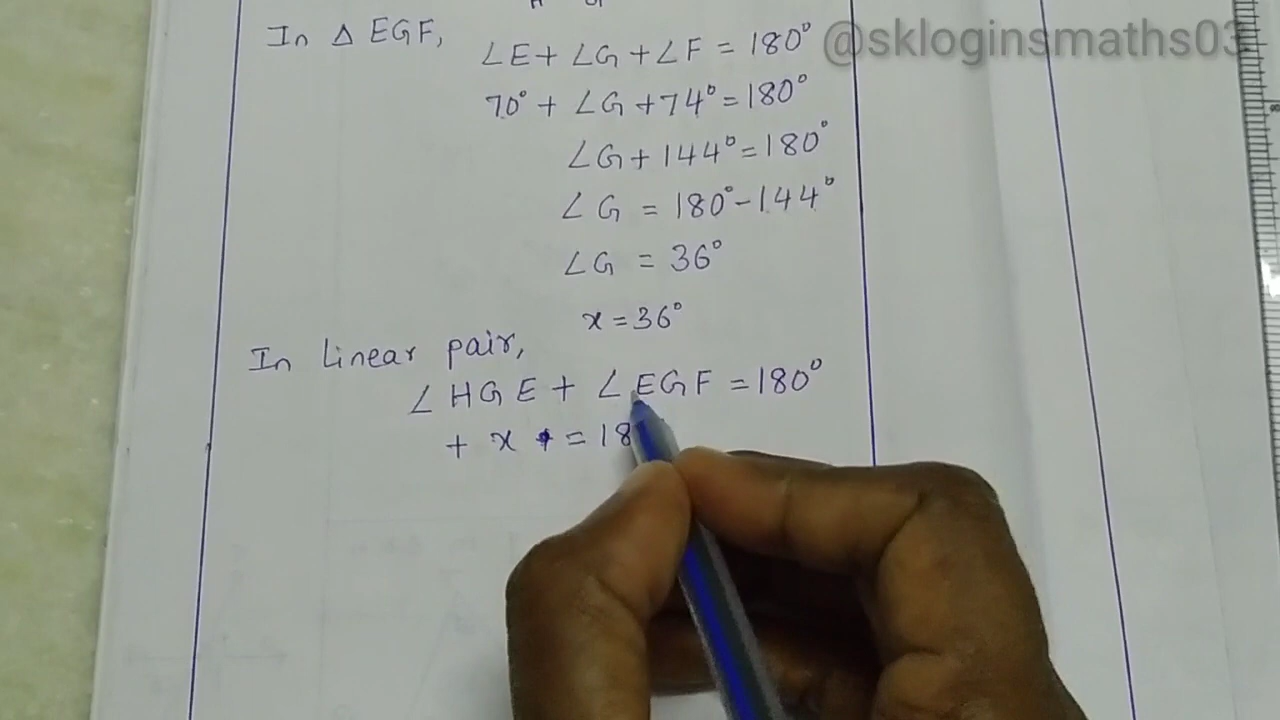 In Δ EGF,
∠E + ∠G + ∠F = 180°
@skloginsmaths03
70° + ∠G + 74° = 180°
∠G + 144° = 180°
∠G = 180° - 144°
∠G = 36°
x = 36°
In linear pair,
∠HGE + ∠EGF = 180°
+ x = 18